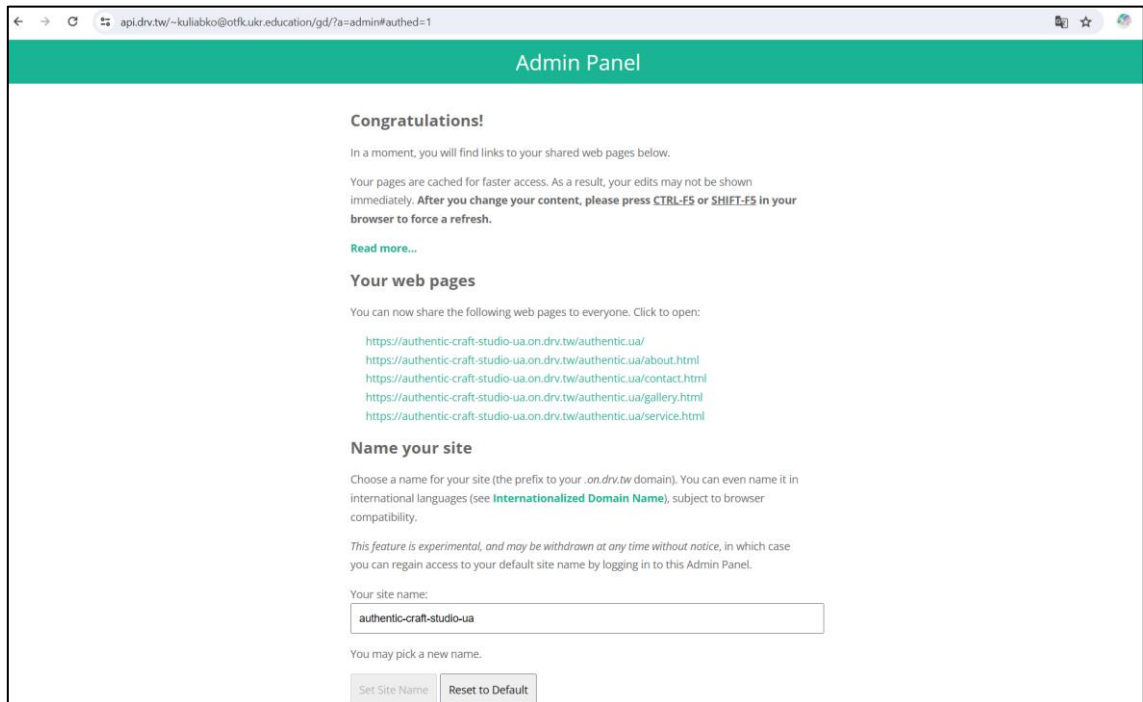 api.drv.tw/~kuliabko@otfk.ukr.education/gd/?a=admin#authed=1
Admin Panel
Congratulations!
In a moment, you will find links to your shared web pages below.
Your pages are cached for faster access. As a result, your edits may not be shown
immediately. After you change your content, please press CTRL-F5 or SHIFT-F5 in your
browser to force a refresh.
Read more...
Your web pages
You can now share the following web pages to everyone. Click to open:
https://authentic-craft-studio-ua.on.drv.tw/authentic.ua/
https://authentic-craft-studio-ua.on.drv.tw/authentic.ua/about.html
https://authentic-craft-studio-ua.on.drv.tw/authentic.ua/contact.html
https://authentic-craft-studio-ua.on.drv.tw/authentic.ua/gallery.html
https://authentic-craft-studio-ua.on.drv.tw/authentic.ua/service.html
Name your site
Choose a name for your site (the prefix to your .on.drv.tw domain). You can even name it in
international languages (see Internationalized Domain Name), subject to browser
compatibility.
This feature is experimental, and may be withdrawn at any time without notice, in which case
you can regain access to your default site name by logging in to this Admin Panel.
Your site name:
authentic-craft-studio-ua
You may pick a new name.
Set Site Name Reset to Default